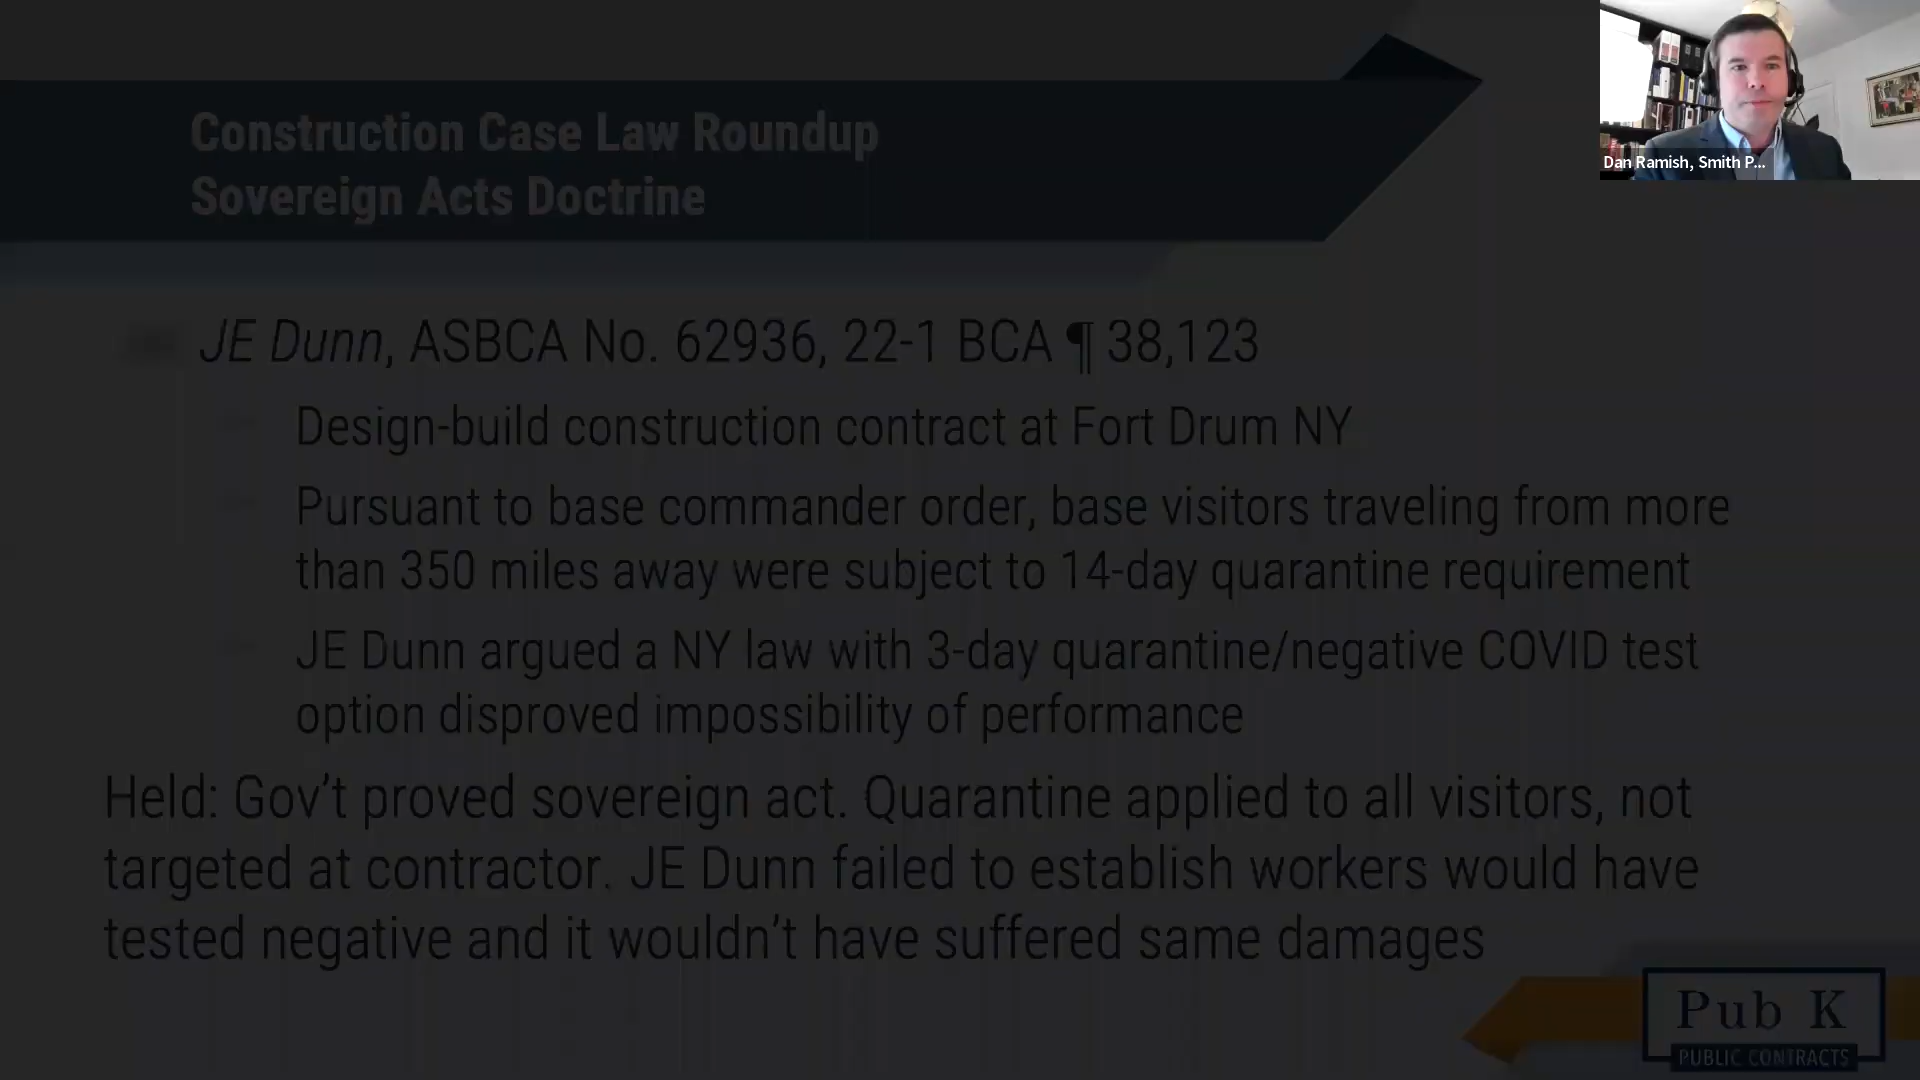 Construction Case Law Roundup
Sovereign Acts Doctrine
Dan Ramish, Smith P...
JE Dunn, ASBCA No. 62936, 22-1 BCA ¶ 38,123
Design-build construction contract at Fort Drum NY
Pursuant to base commander order, base visitors traveling from more
than 350 miles away were subject to 14-day quarantine requirement
JE Dunn argued a NY law with 3-day quarantine/negative COVID test
option disproved impossibility of performance
Held: Gov’t proved sovereign act. Quarantine applied to all visitors, not
targeted at contractor. JE Dunn failed to establish workers would have
tested negative and it wouldn’t have suffered same damages
Pub K
PUBLIC CONTRACTS